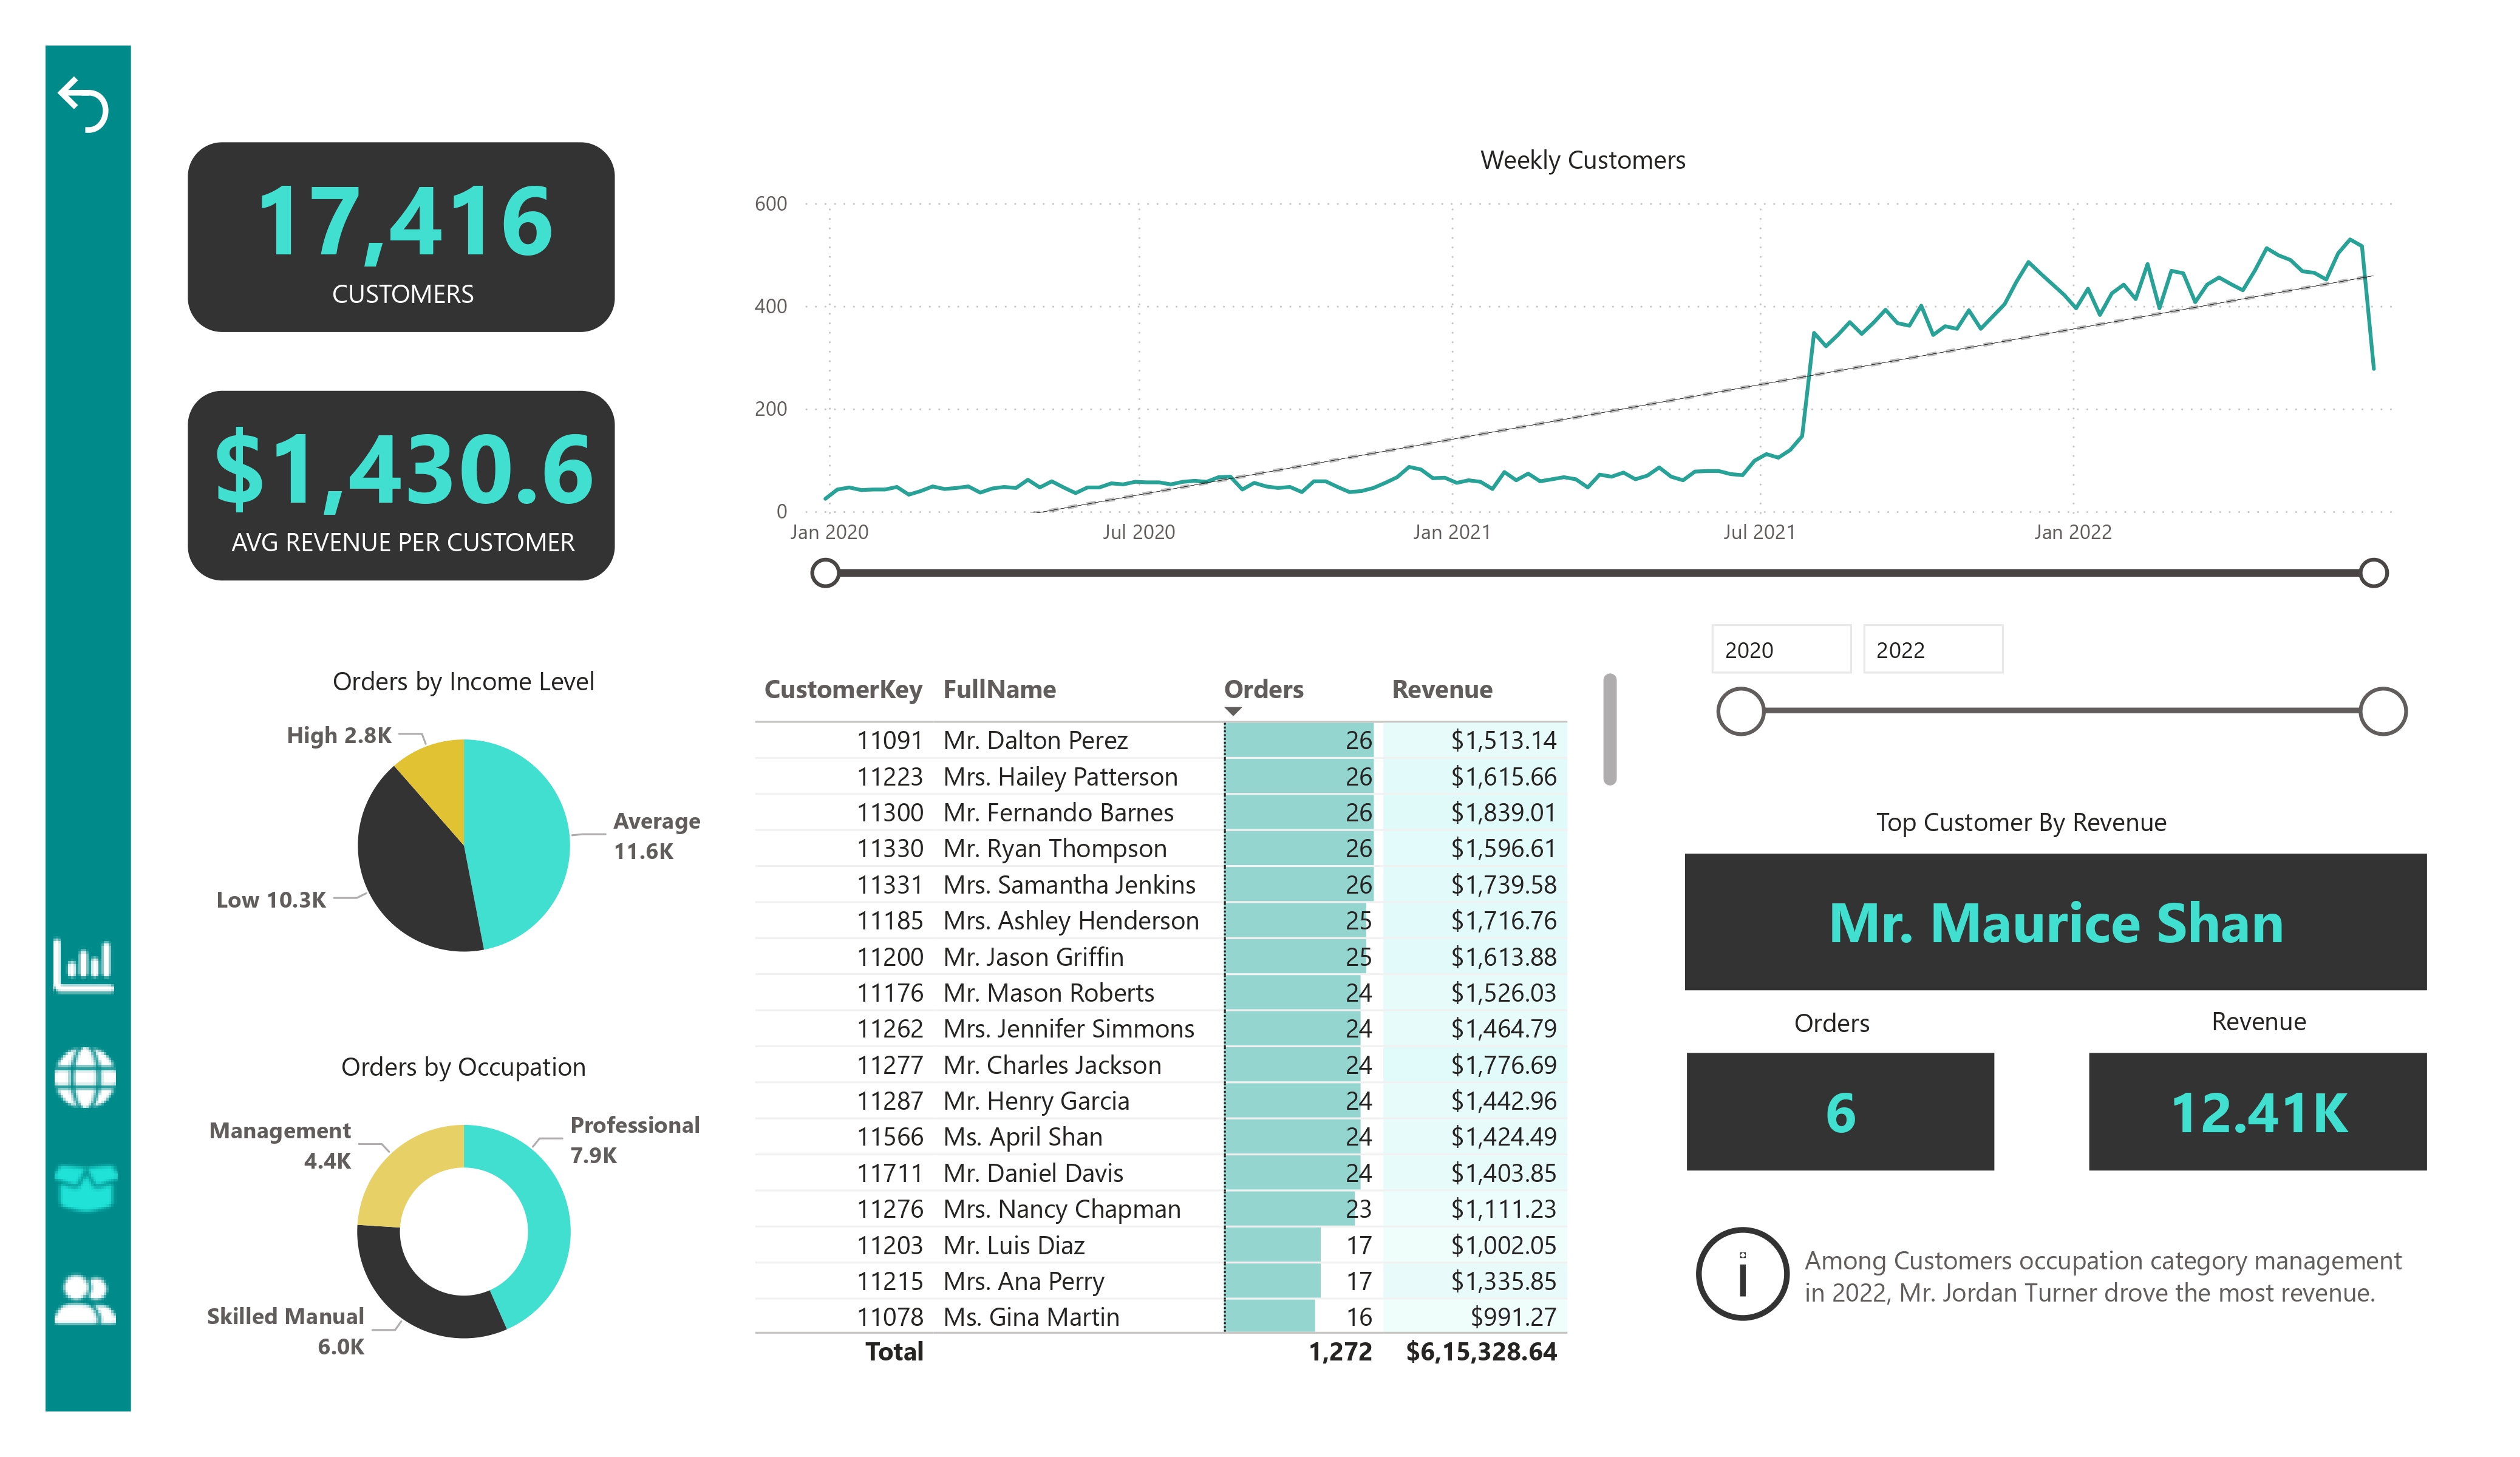 17,416
CUSTOMERS
$1,430.6
AVG REVENUE PER CUSTOMER
Weekly Customers
600
400
200
0
Jan 2020 Jul 2020 Jan 2021 Jul 2021 Jan 2022
Orders by Income Level
High 2.8K
Average
11.6K
Low 10.3K
Orders by Occupation
Management
4.4K
Professional
7.9K
Skilled Manual
6.0K
CustomerKey FullName Orders Revenue
11091 Mr. Dalton Perez 26 $1,513.14
11223 Mrs. Hailey Patterson 26 $1,615.66
11300 Mr. Fernando Barnes 26 $1,839.01
11330 Mr. Ryan Thompson 26 $1,596.61
11331 Mrs. Samantha Jenkins 26 $1,739.58
11185 Mrs. Ashley Henderson 25 $1,716.76
11200 Mr. Jason Griffin 25 $1,613.88
11176 Mr. Mason Roberts 24 $1,526.03
11262 Mrs. Jennifer Simmons 24 $1,464.79
11277 Mr. Charles Jackson 24 $1,776.69
11287 Mr. Henry Garcia 24 $1,442.96
11566 Ms. April Shan 24 $1,424.49
11711 Mr. Daniel Davis 24 $1,403.85
11276 Mrs. Nancy Chapman 23 $1,111.23
11203 Mr. Luis Diaz 17 $1,002.05
11215 Mrs. Ana Perry 17 $1,335.85
11078 Ms. Gina Martin 16 $991.27
Total 1,272 $6,15,328.64
2020 2022
Top Customer By Revenue
Mr. Maurice Shan
Orders Revenue
6 12.41K
Among Customers occupation category management
in 2022, Mr. Jordan Turner drove the most revenue.